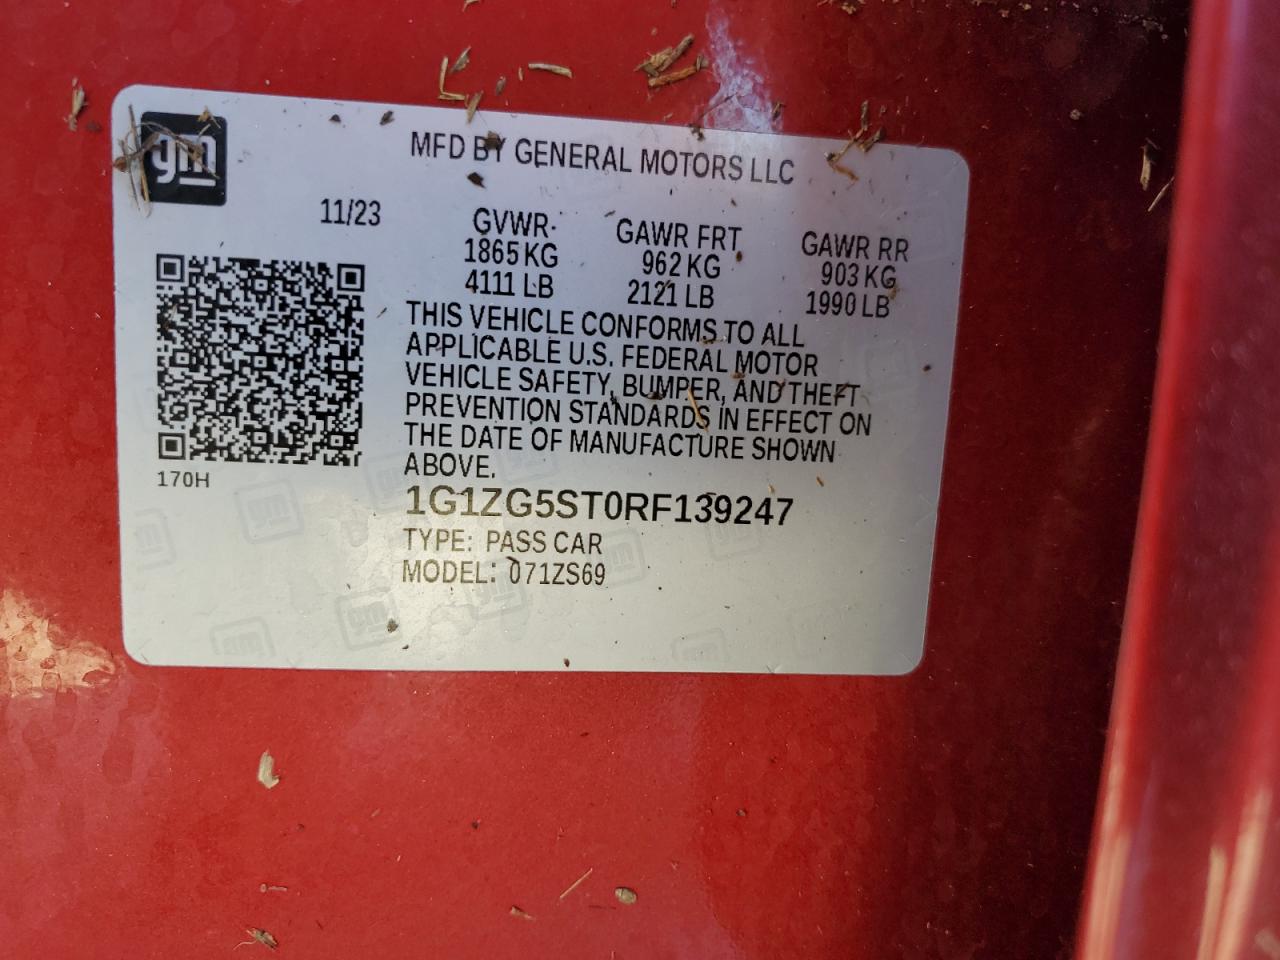 gm
MFD BY GENERAL MOTORS LLC
11/23
GVWR
1865 KG
4111 LB
GAWR FRT
962 KG
2121 LB
GAWR RR
903 KG
1990 LB
THIS VEHICLE CONFORMS TO ALL
APPLICABLE U.S. FEDERAL MOTOR
VEHICLE SAFETY, BUMPER, AND THEFT
PREVENTION STANDARDS IN EFFECT ON
THE DATE OF MANUFACTURE SHOWN
ABOVE.
170H
1G1ZG5ST0RF139247
TYPE: PASS CAR
MODEL: 071ZS69